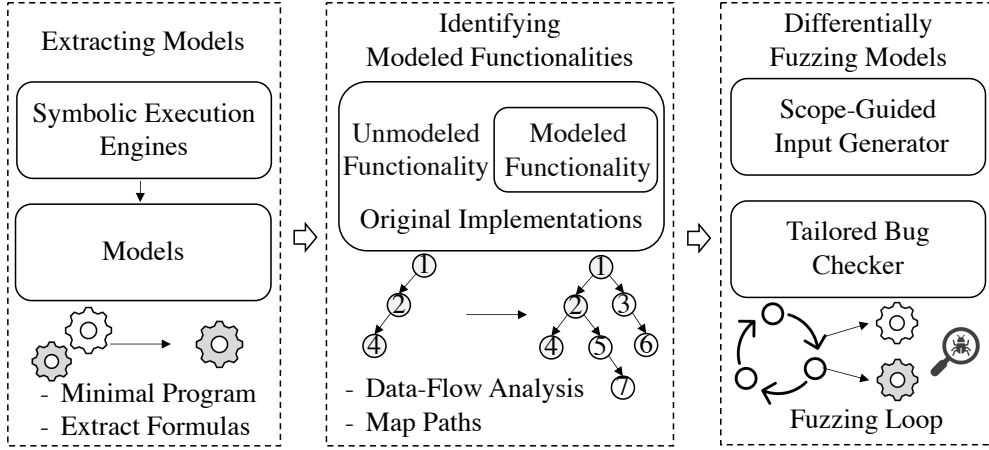 Extracting Models
Symbolic Execution
Engines
Models
- Minimal Program
- Extract Formulas
Identifying
Modeled Functionalities
Unmodeled
Functionality
Modeled
Functionality
Original Implementations
1
2
4
1
2
3
4
5
6
7
- Data-Flow Analysis
- Map Paths
Differentially
Fuzzing Models
Scope-Guided
Input Generator
Tailored Bug
Checker
Fuzzing Loop